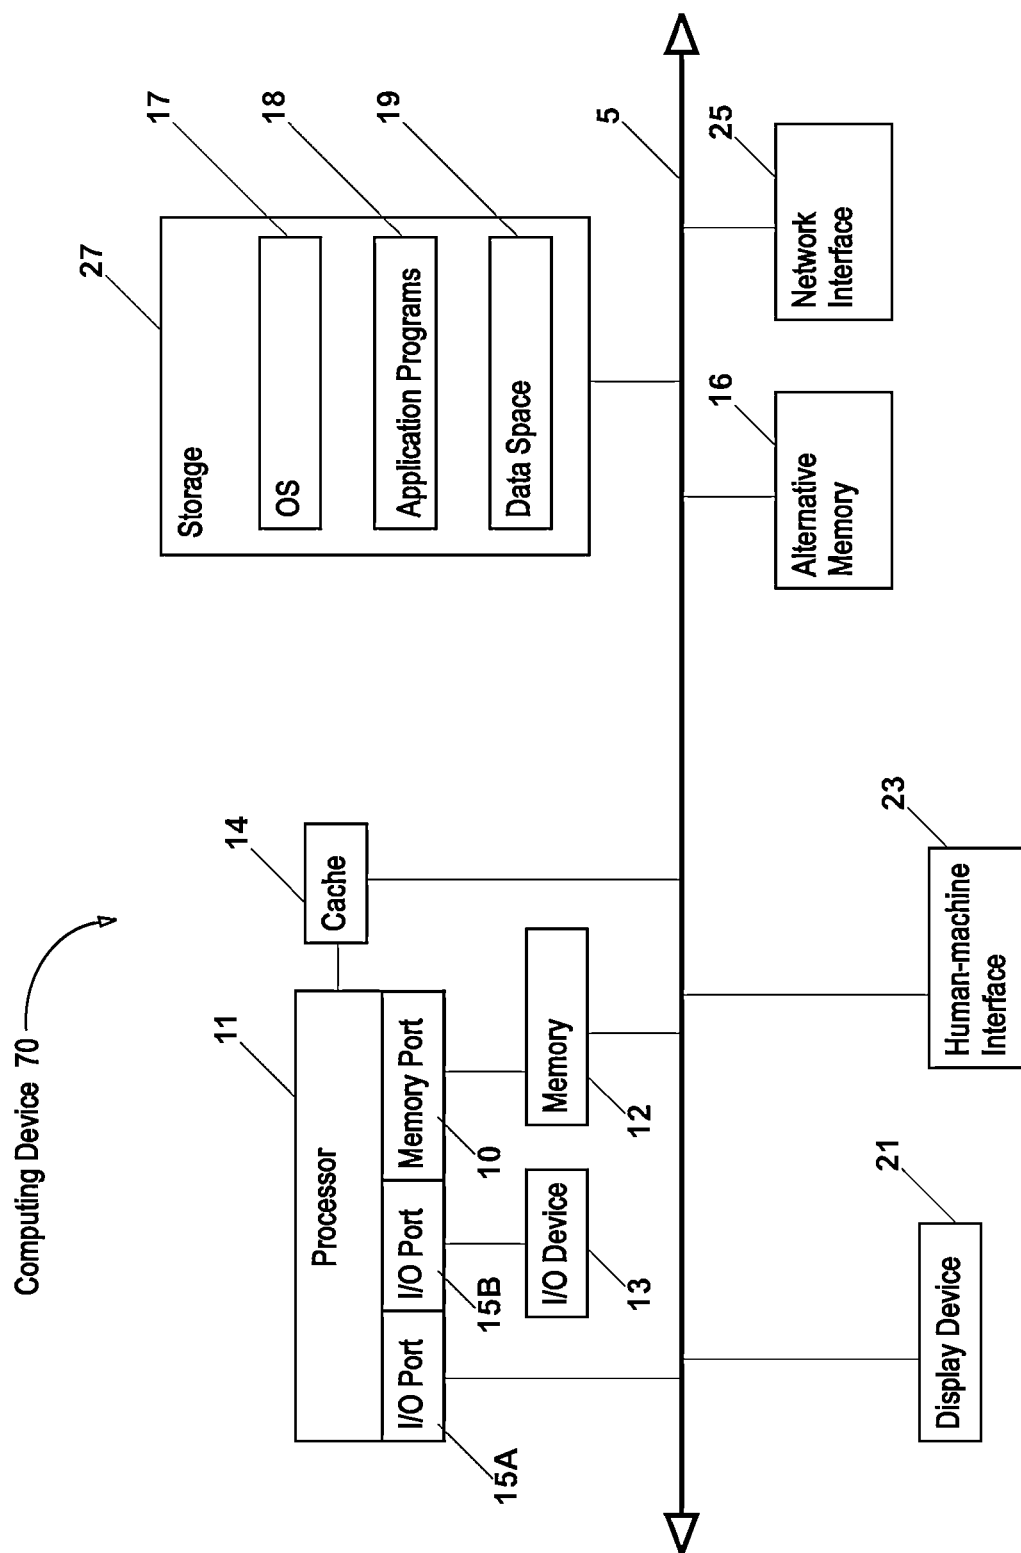 Computing Device 70
11
Processor
I/O Port
I/O Port
Memory Port
15A
15B
10
14
Cache
I/O Device
13
Memory
12
27
Storage
OS
17
Application Programs
18
Data Space
19
5
Display Device
21
Human-machine
Interface
23
Alternative
Memory
16
Network
Interface
25